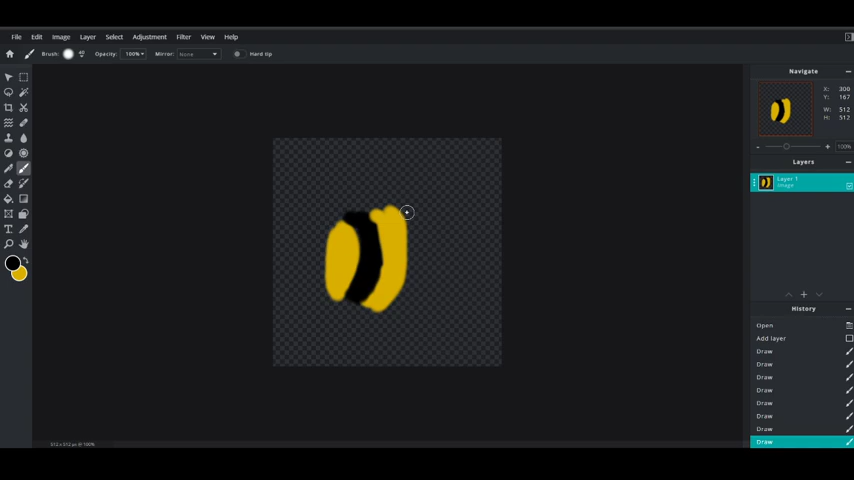 File Edit Image Layer Select Adjustment Filter View Help
Brush: 40 Opacity: 100% Mirror: None Hard tip
Navigate
X: 300
Y: 167
W: 512
H: 512
100%
Layers
Layer 1
Image
History
Open
Add layer
Draw
Draw
Draw
Draw
Draw
Draw
Draw
Draw
512 x 512 px @ 100%